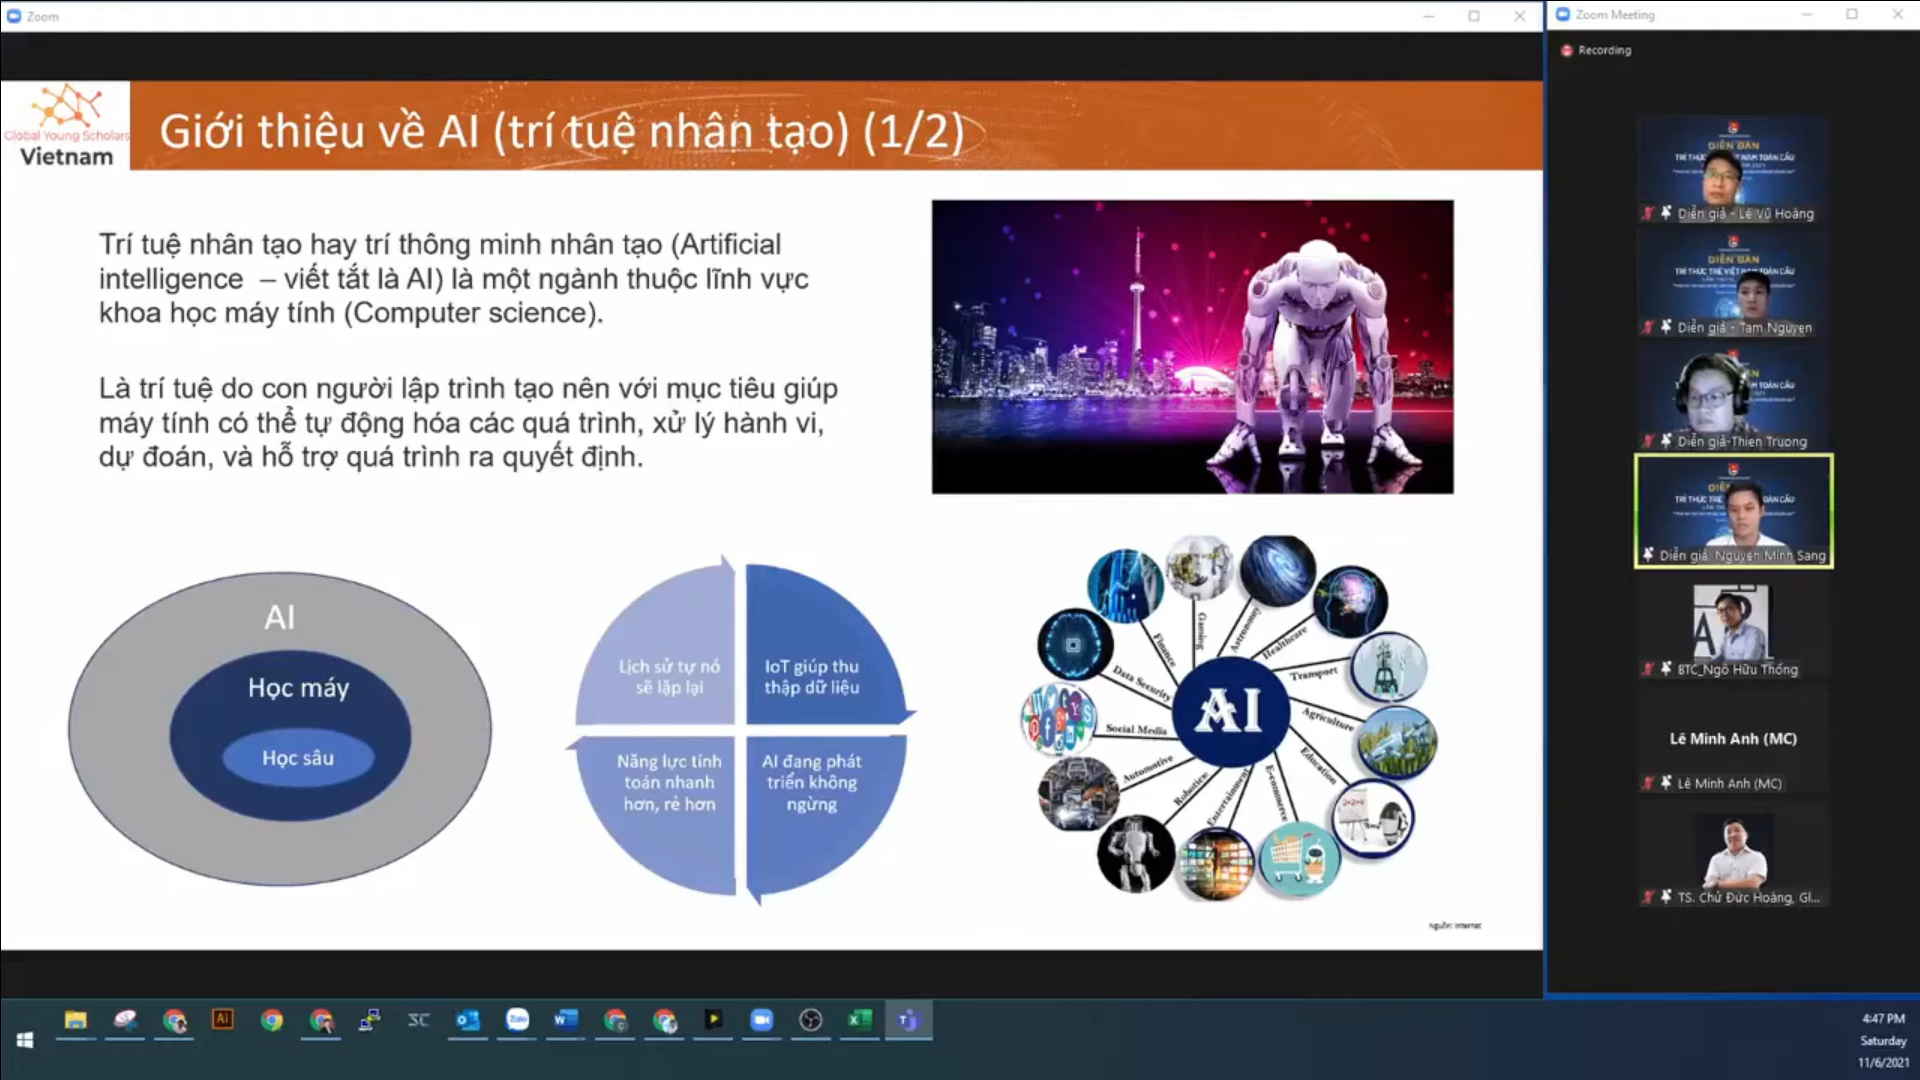 Zoom
Global Young Scholars
Vietnam
Giới thiệu về AI (trí tuệ nhân tạo) (1/2)
Trí tuệ nhân tạo hay trí thông minh nhân tạo (Artificial
intelligence – viết tắt là AI) là một ngành thuộc lĩnh vực
khoa học máy tính (Computer science).
Là trí tuệ do con người lập trình tạo nên với mục tiêu giúp
máy tính có thể tự động hóa các quá trình, xử lý hành vi,
dự đoán, và hỗ trợ quá trình ra quyết định.
AI
Học máy
Học sâu
Lịch sử tự nó
sẽ lặp lại
IoT giúp thu
thập dữ liệu
Năng lực tính
toán nhanh
hơn, rẻ hơn
AI đang phát
triển không
ngừng
AI
Gaming
Astronomy
Healthcare
Transport
Agriculture
Education
E-commerce
Entertainment
Robotics
Automotive
Social Media
Data Security
Finance
Nguồn: internet
Zoom Meeting
Recording
DIỄN ĐÀN
Diễn giả - Lê Vũ Hoàng
DIỄN ĐÀN
Diễn giả - Tam Nguyen
Diễn giả-Thien Truong
Diễn giả Nguyen Minh Sang
BTC_Ngô Hữu Thống
Lê Minh Anh (MC)
Lê Minh Anh (MC)
TS. Chử Đức Hoàng, Gl...
Ai
Zalo
4:47 PM
Saturday
11/6/2021